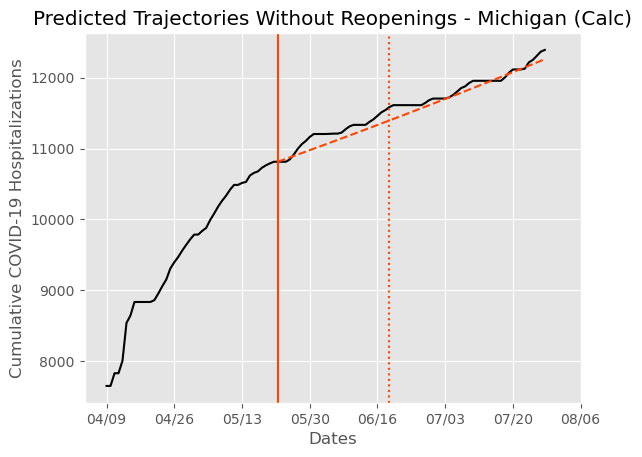 Predicted Trajectories Without Reopenings - Michigan (Calc)
Cumulative COVID-19 Hospitalizations
12000
11000
10000
9000
8000
04/09 04/26 05/13 05/30 06/16 07/03 07/20 08/06
Dates